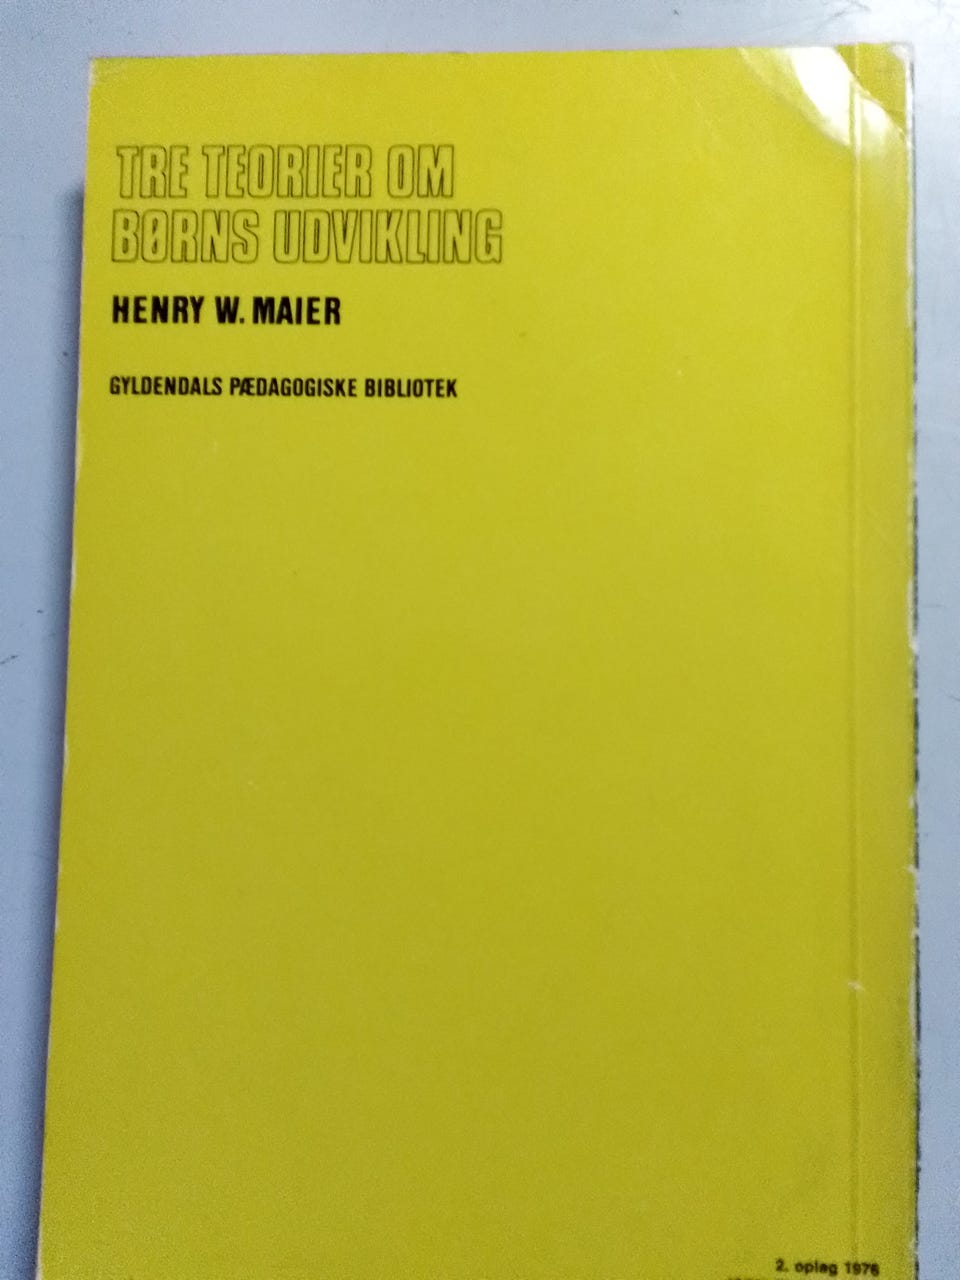 TRE TEORIER OM
BØRNS UDVIKLING
HENRY W. MAIER
GYLDENDALS PÆDAGOGISKE BIBLIOTEK
2. oplag 1976